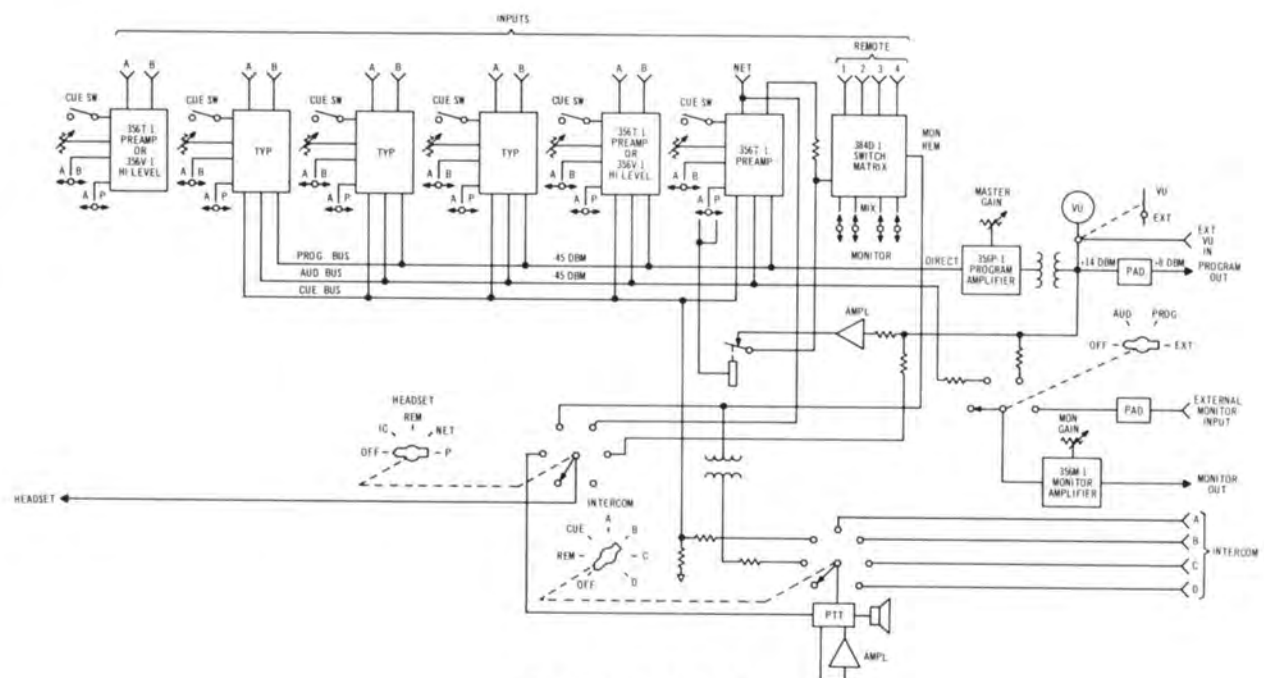 INPUTS
REMOTE
A B
A B
A B
A B
A B
NET
1 2 3 4
CUE SW
CUE SW
CUE SW
CUE SW
CUE SW
CUE SW
356T-1
PREAMP
OR
356V-1
HI LEVEL
TYP
TYP
TYP
356T-1
PREAMP
OR
356V-1
HI LEVEL
356T-1
PREAMP
384D-1
SWITCH
MATRIX
MON
REM
A B
A B
A B
A B
A B
A P
A P
A P
A P
A P
A P
MIX
MONITOR
MASTER
GAIN
VU
VU
EXT
EXT
VU
IN
PROG BUS
-45 DBM
DIRECT
356P-1
PROGRAM
AMPLIFIER
+14 DBM
PAD
+8 DBM
PROGRAM
OUT
AUD BUS
-45 DBM
CUE BUS
AMPL
AUD
PROG
OFF
EXT
HEADSET
REM
IC
NET
OFF
P
PAD
EXTERNAL
MONITOR
INPUT
MON
GAIN
356M-1
MONITOR
AMPLIFIER
MONITOR
OUT
HEADSET
INTERCOM
A
CUE
B
REM
C
OFF
D
A
B
C
D
INTERCOM
PTT
AMPL